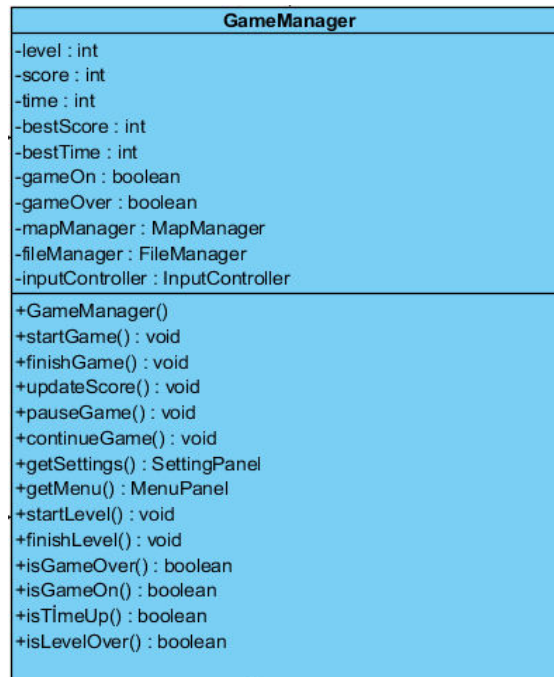 GameManager
-level : int
-score : int
-time : int
-bestScore : int
-bestTime : int
-gameOn : boolean
-gameOver : boolean
-mapManager : MapManager
-fileManager : FileManager
-inputController : InputController
+GameManager()
+startGame() : void
+finishGame() : void
+updateScore() : void
+pauseGame() : void
+continueGame() : void
+getSettings() : SettingPanel
+getMenu() : MenuPanel
+startLevel() : void
+finishLevel() : void
+isGameOver() : boolean
+isGameOn() : boolean
+isTİmeUp() : boolean
+isLevelOver() : boolean